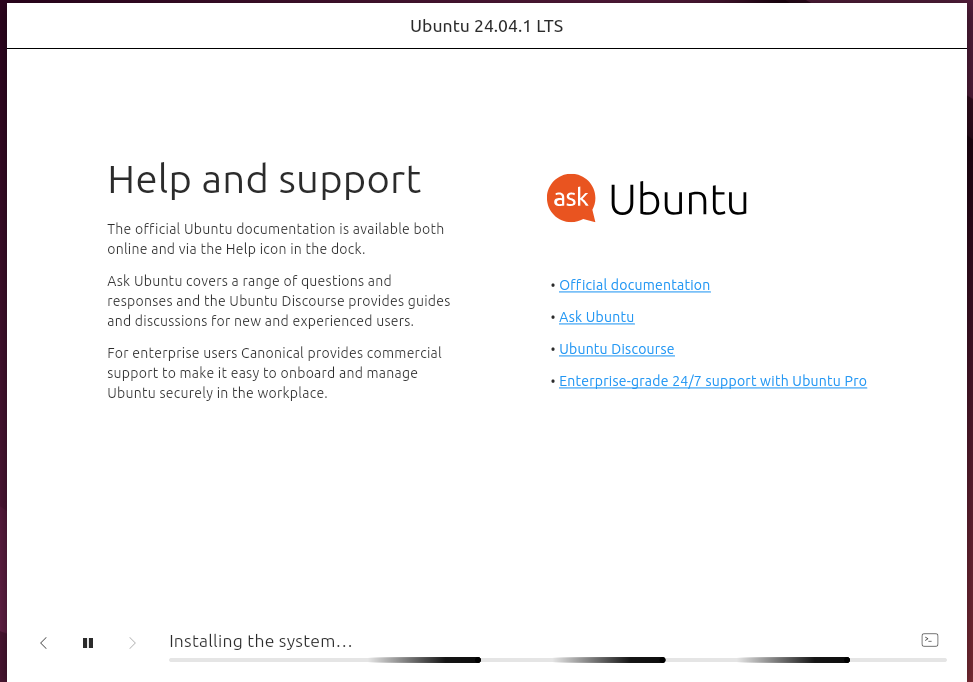 Ubuntu 24.04.1 LTS
Help and support
The official Ubuntu documentation is available both
online and via the Help icon in the dock.
Ask Ubuntu covers a range of questions and
responses and the Ubuntu Discourse provides guides
and discussions for new and experienced users.
For enterprise users Canonical provides commercial
support to make it easy to onboard and manage
Ubuntu securely in the workplace.
ask Ubuntu
• Official documentation
• Ask Ubuntu
• Ubuntu Discourse
• Enterprise-grade 24/7 support with Ubuntu Pro
Installing the system...